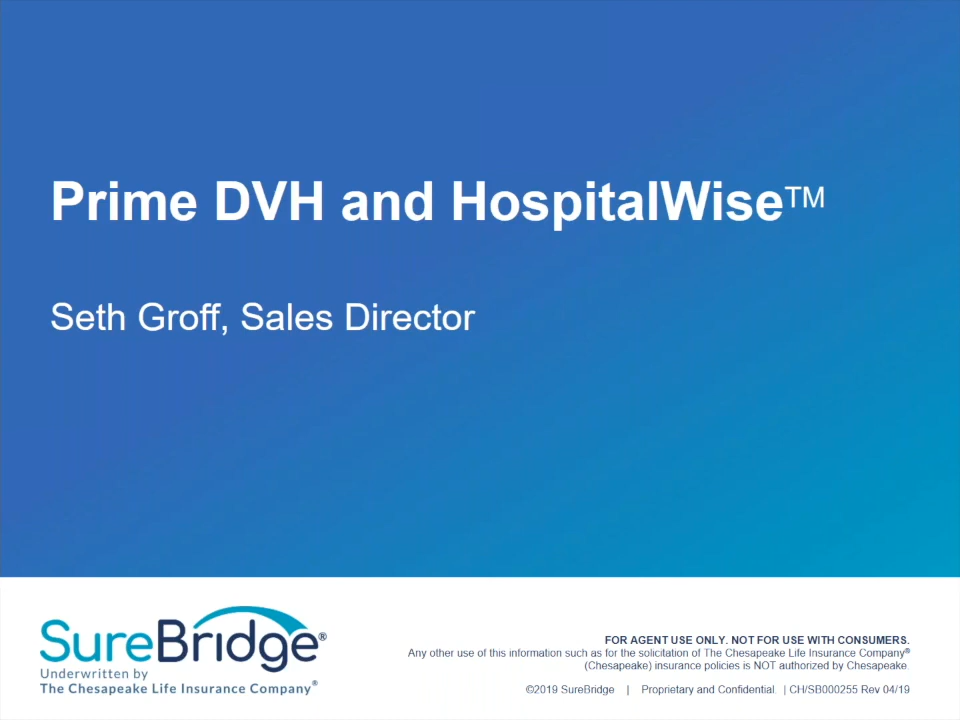 Prime DVH and HospitalWise™
Seth Groff, Sales Director
SureBridge®
Underwritten by
The Chesapeake Life Insurance Company®
FOR AGENT USE ONLY. NOT FOR USE WITH CONSUMERS.
Any other use of this information such as for the solicitation of The Chesapeake Life Insurance Company®
(Chesapeake) insurance policies is NOT authorized by Chesapeake.
©2019 SureBridge | Proprietary and Confidential | CH/SB000255 Rev 04/19